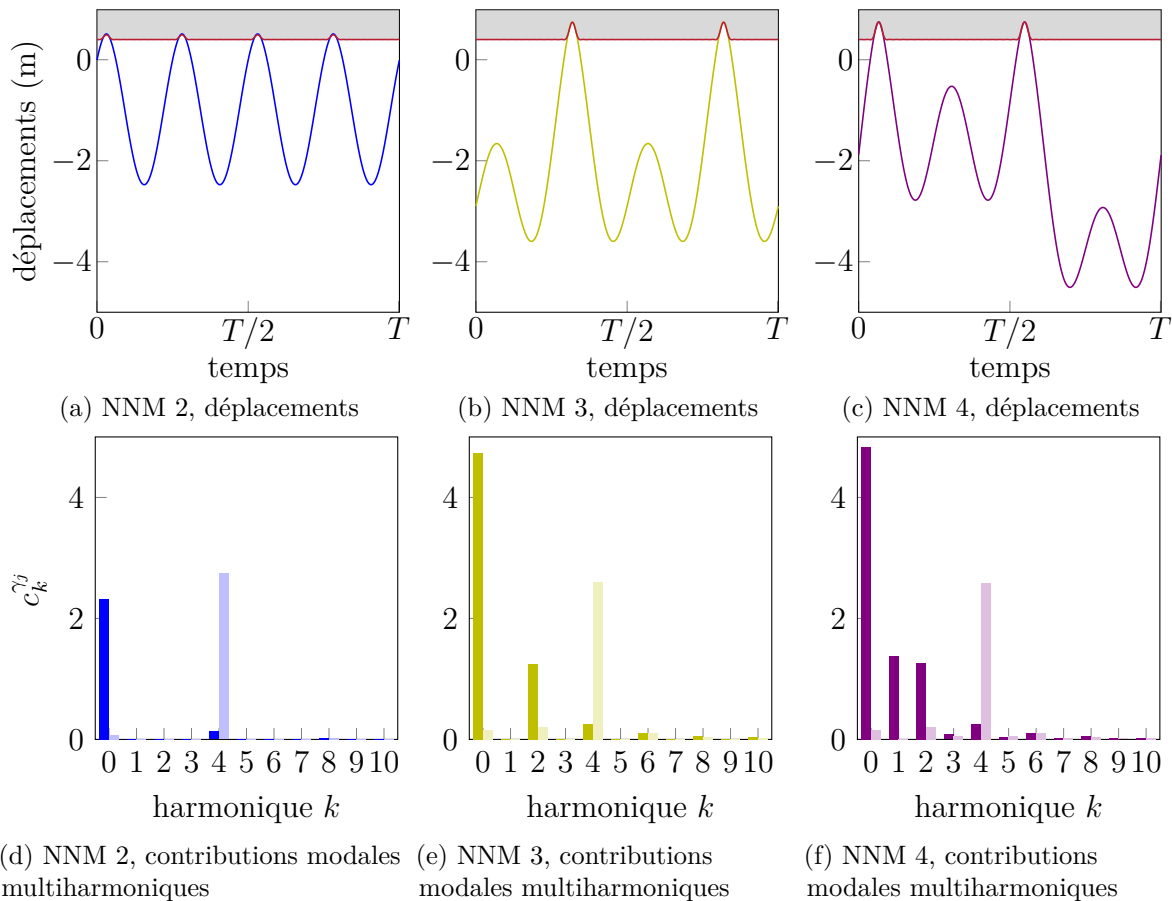 déplacements (m)
0
−2
−4
0
T/2
T
temps
(a) NNM 2, déplacements
0
−2
−4
0
T/2
T
temps
(b) NNM 3, déplacements
0
−2
−4
0
T/2
T
temps
(c) NNM 4, déplacements
c_k^{γ_j}
4
2
0
0 1 2 3 4 5 6 7 8 9 10
harmonique k
(d) NNM 2, contributions modales
multiharmoniques
4
2
0
0 1 2 3 4 5 6 7 8 9 10
harmonique k
(e) NNM 3, contributions
modales multiharmoniques
4
2
0
0 1 2 3 4 5 6 7 8 9 10
harmonique k
(f) NNM 4, contributions
modales multiharmoniques